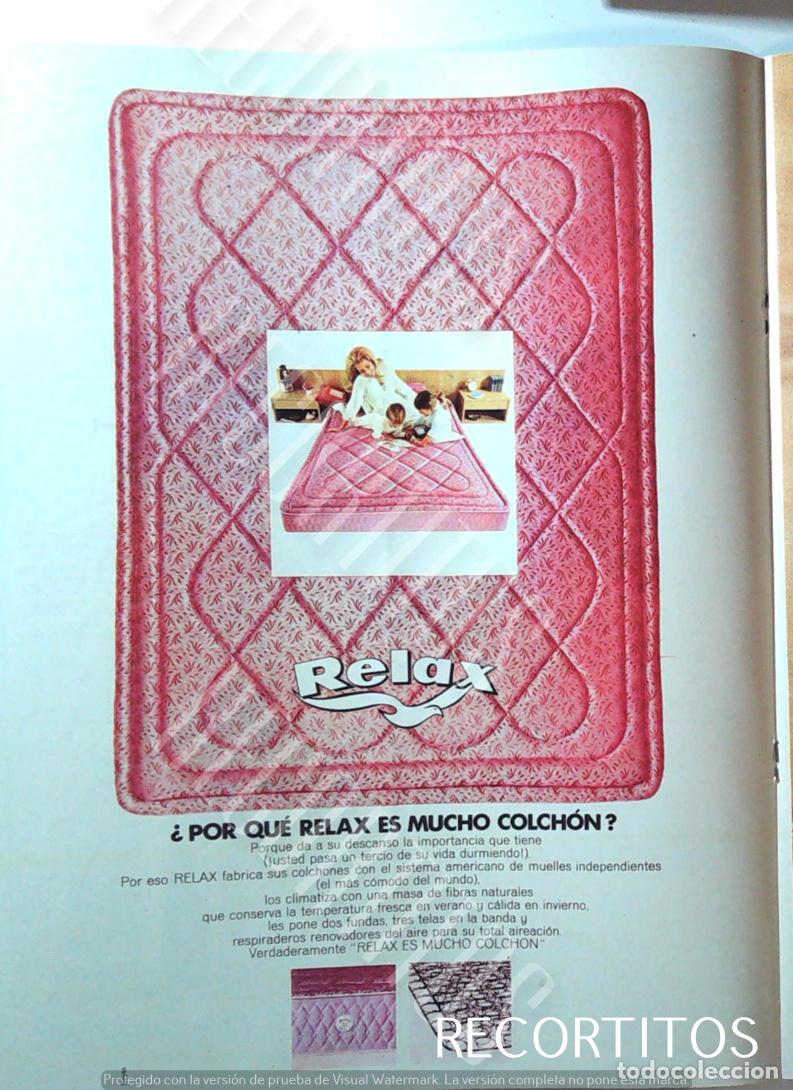 Relax
¿ POR QUÉ RELAX ES MUCHO COLCHÓN ?
Porque da a su descanso la importancia que tiene
(¡usted pasa un tercio de su vida durmiendo!).
Por eso RELAX fabrica sus colchones con el sistema americano de muelles independientes
(el más cómodo del mundo),
los climatiza con una masa de fibras naturales
que conserva la temperatura fresca en verano y cálida en invierno,
les pone dos fundas, tres telas en la banda y
respiraderos renovadores del aire para su total aireación.
Verdaderamente "RELAX ES MUCHO COLCHON"
RECORTITOS
todocoleccion
Protegido con la versión de prueba de Visual Watermark. La versión completa no pone esta marca.